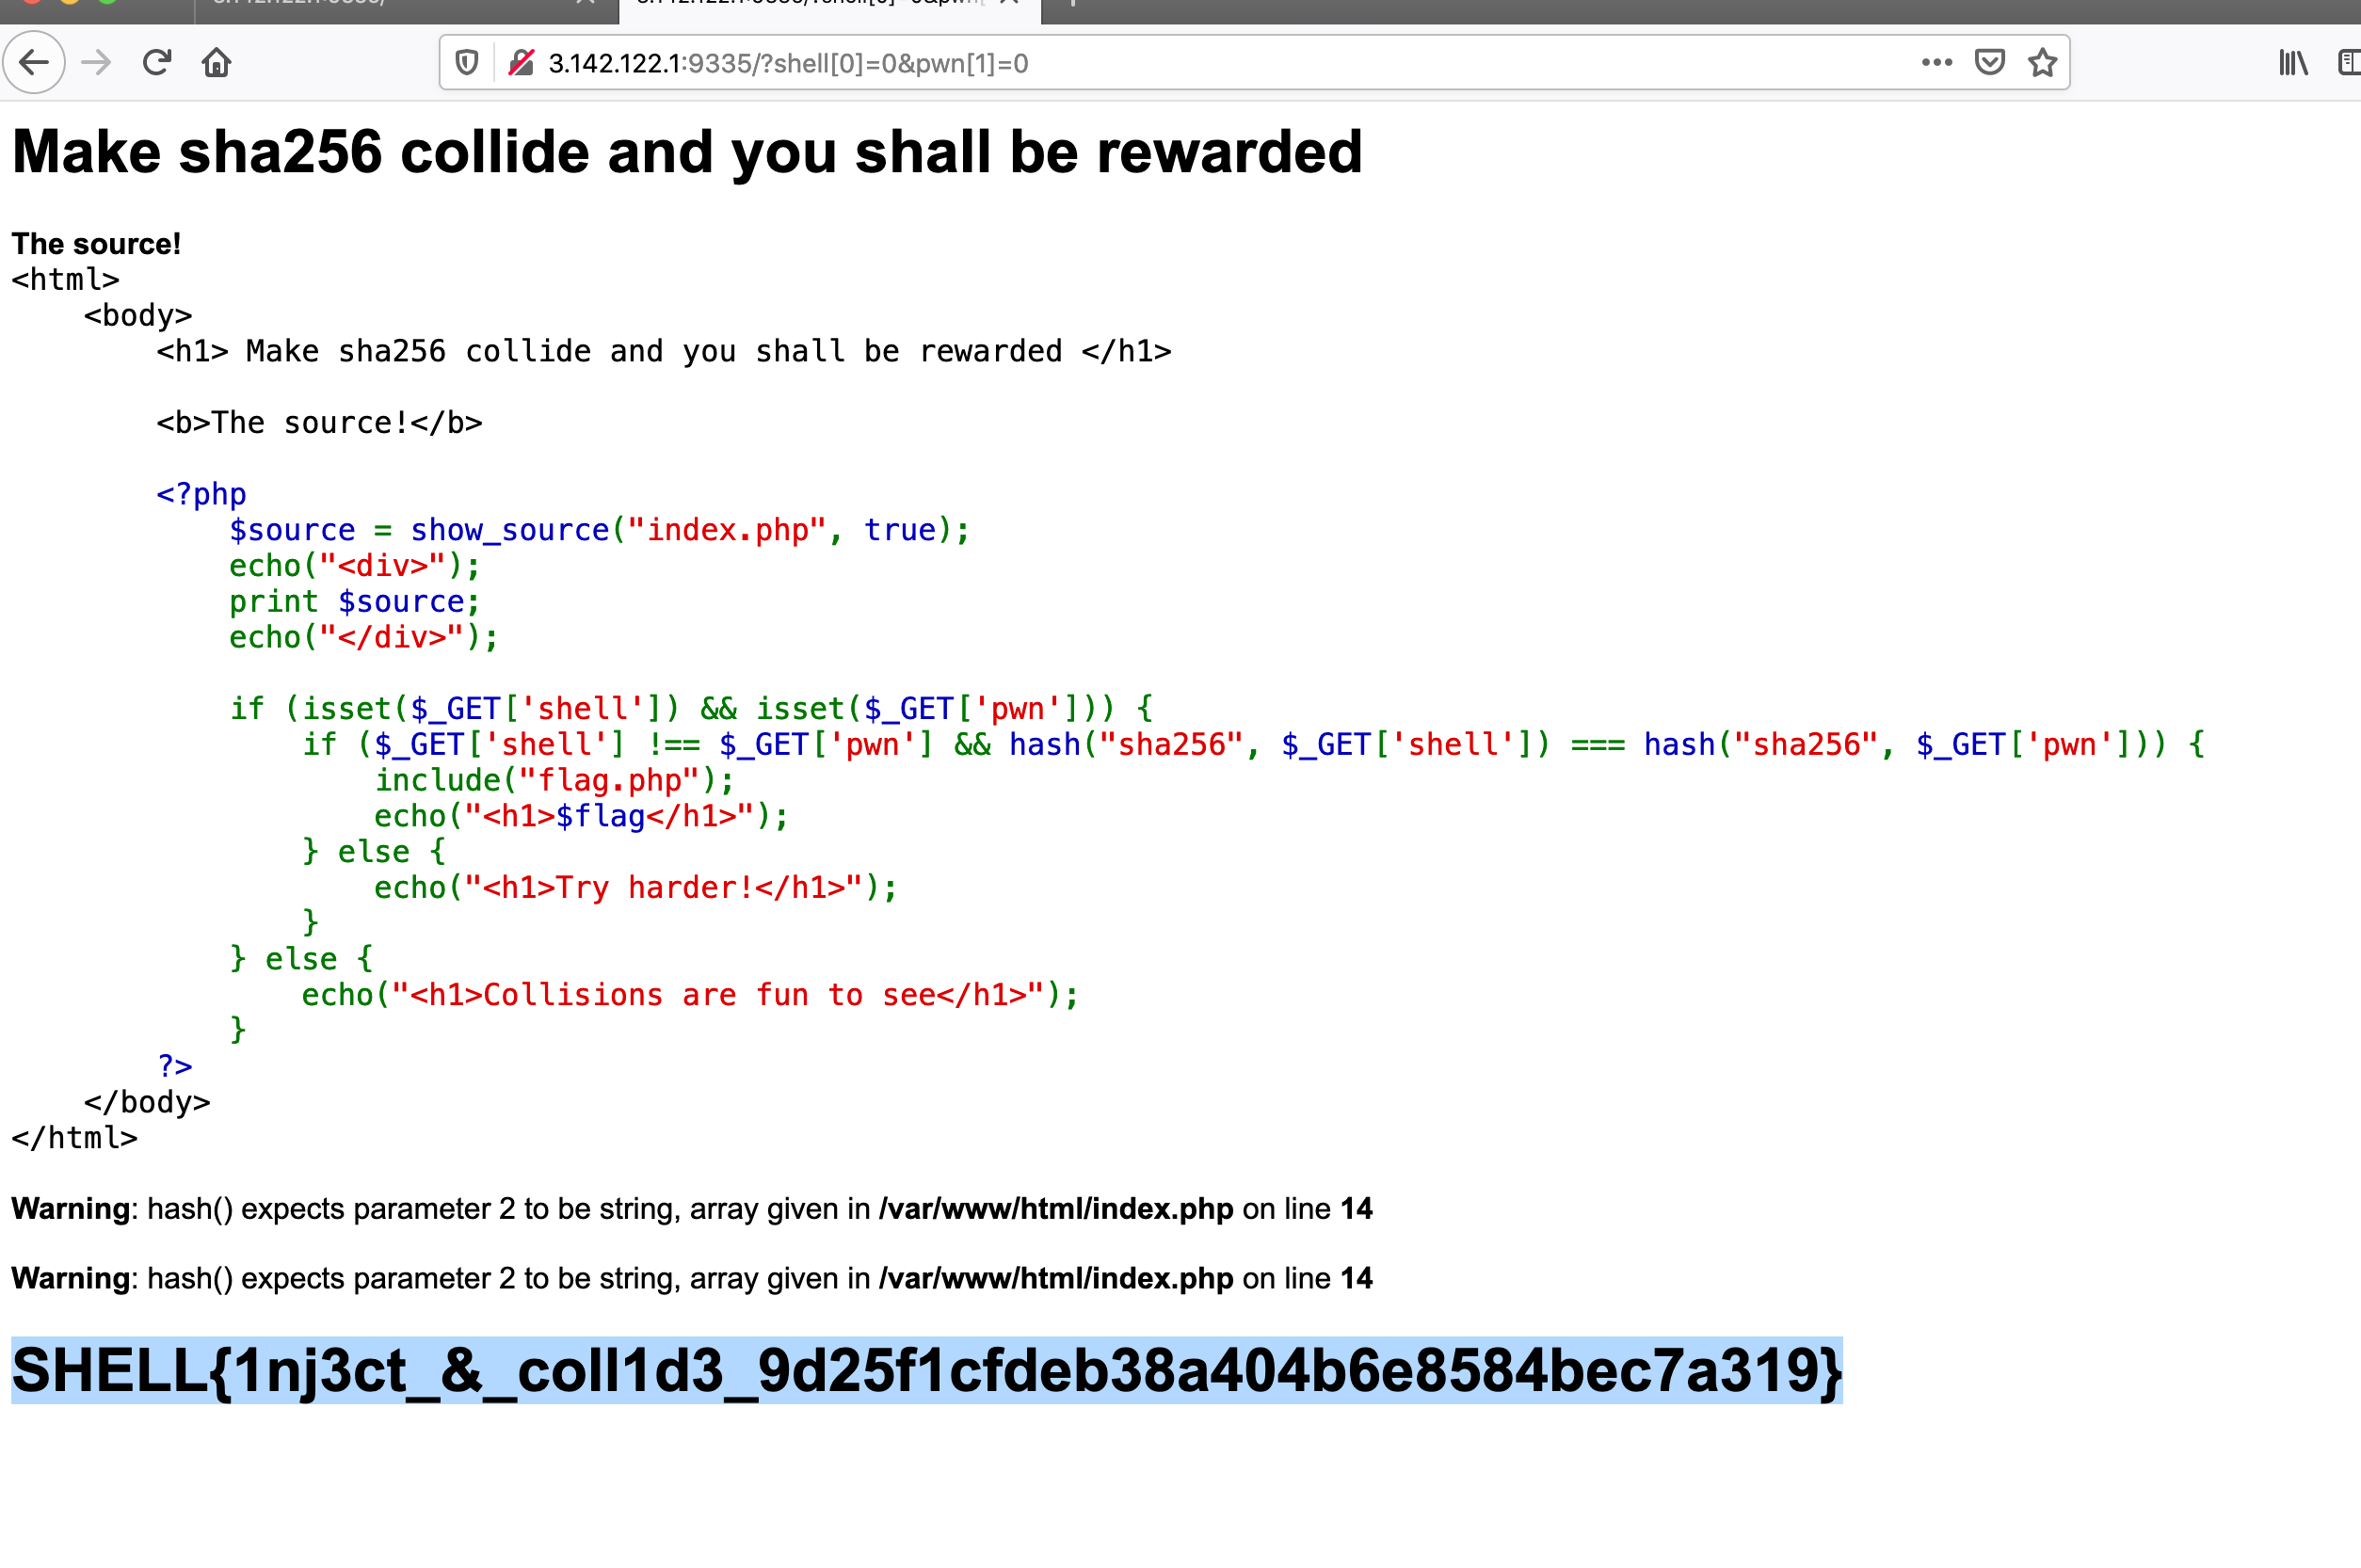 3.142.122.1:9335/?shell[0]=0&pwn[1]=0
Make sha256 collide and you shall be rewarded
The source!
<html>
    <body>
        <h1> Make sha256 collide and you shall be rewarded </h1>
        <b>The source!</b>
        <?php
            $source = show_source("index.php", true);
            echo("<div>");
            print $source;
            echo("</div>");
            if (isset($_GET['shell']) && isset($_GET['pwn'])) {
                if ($_GET['shell'] !== $_GET['pwn'] && hash("sha256", $_GET['shell']) === hash("sha256", $_GET['pwn'])) {
                    include("flag.php");
                    echo("<h1>$flag</h1>");
                } else {
                    echo("<h1>Try harder!</h1>");
                }
            } else {
                echo("<h1>Collisions are fun to see</h1>");
            }
        ?>
    </body>
</html>
Warning: hash() expects parameter 2 to be string, array given in /var/www/html/index.php on line 14
Warning: hash() expects parameter 2 to be string, array given in /var/www/html/index.php on line 14
SHELL{1nj3ct_&_coll1d3_9d25f1cfdeb38a404b6e8584bec7a319}